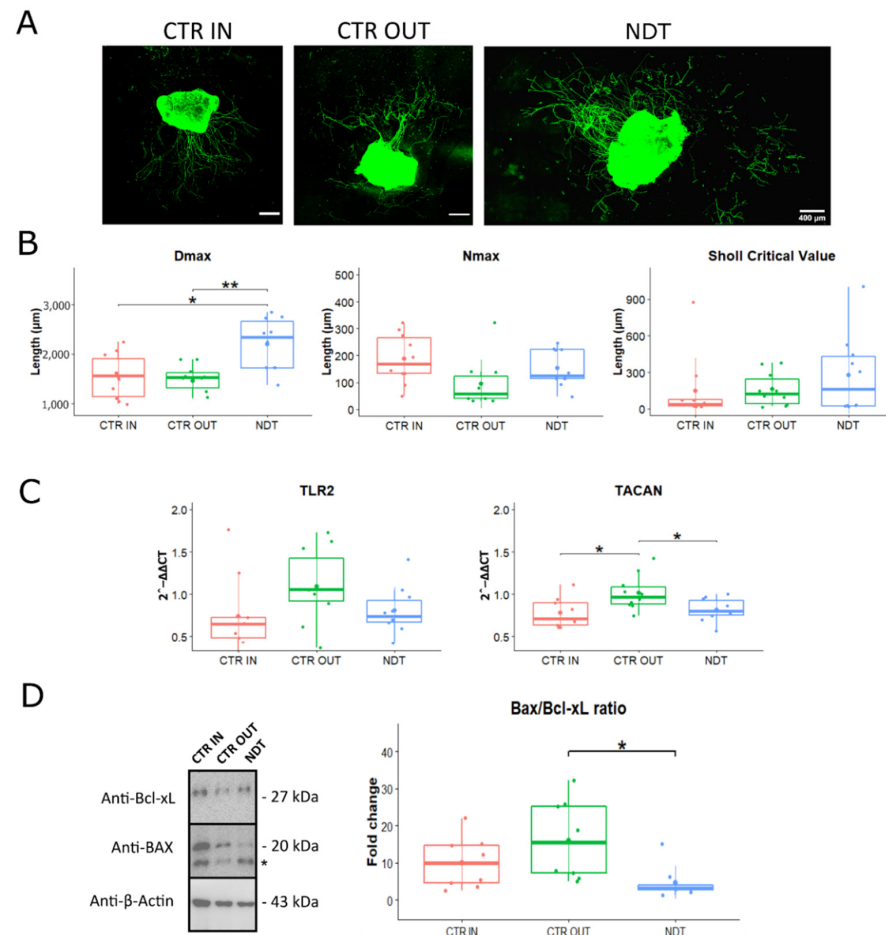 A
CTR IN CTR OUT NDT
400 μm
B
Dmax Nmax Sholl Critical Value
Length (μm)
3,000
2,000
1,000
* **
CTR IN CTR OUT NDT
Length (μm)
500
400
300
200
100
0
CTR IN CTR OUT NDT
Length (μm)
900
600
300
0
CTR IN CTR OUT NDT
C
TLR2 TACAN
2^−ΔΔCT
2.0
1.5
1.0
0.5
CTR IN CTR OUT NDT
2^−ΔΔCT
2.0
1.5
1.0
0.5
* *
CTR IN CTR OUT NDT
D
CTR IN CTR OUT NDT
Anti-Bcl-xL - 27 kDa
Anti-BAX - 20 kDa
*
Anti-β-Actin - 43 kDa
Bax/Bcl-xL ratio
Fold change
40
30
20
10
0
*
CTR IN CTR OUT NDT